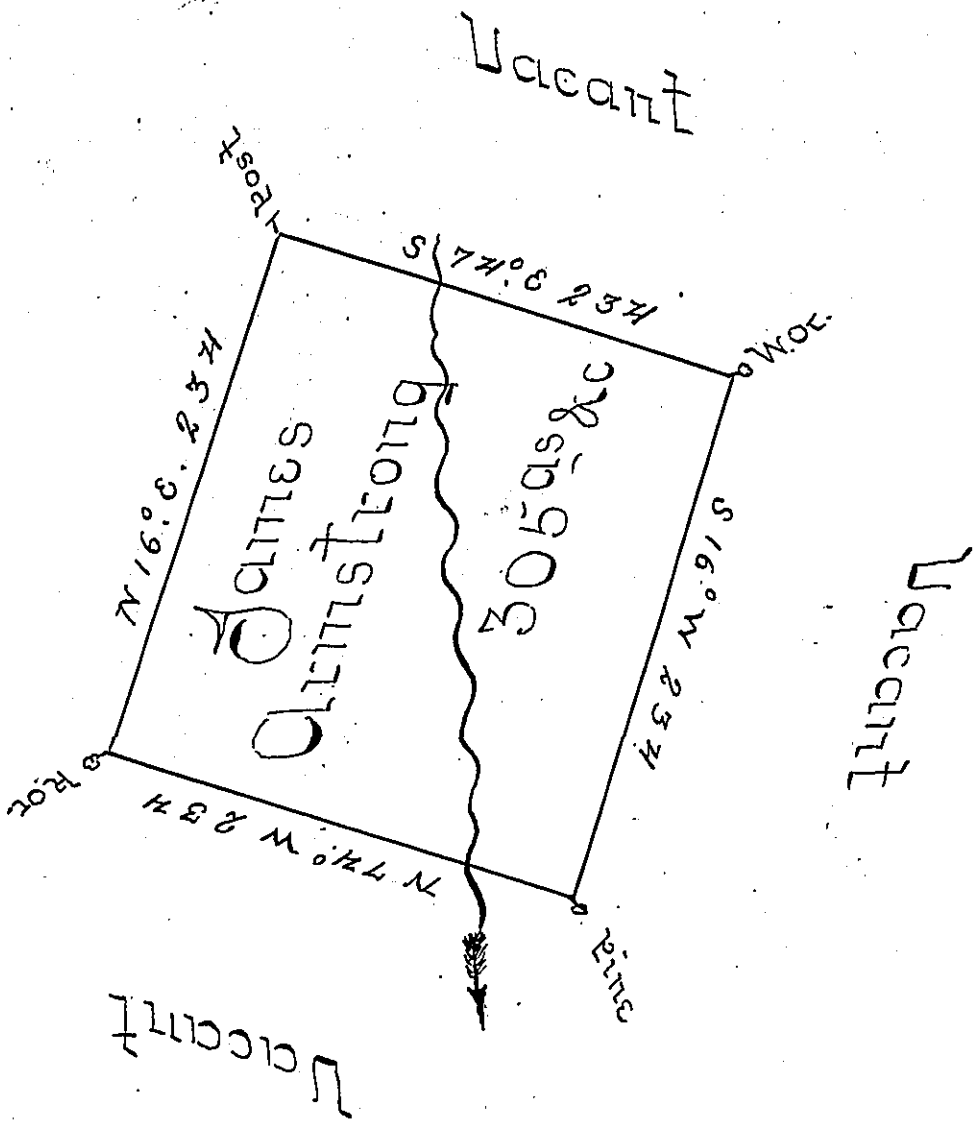 Vacant
Post
S 74.° E 234
W.O.
N 16.° E. 234
James
Armstrong
305 as & c
S 16.° W 234
Vacant
R.O.
N 74.° W 234
Pine
Vacant